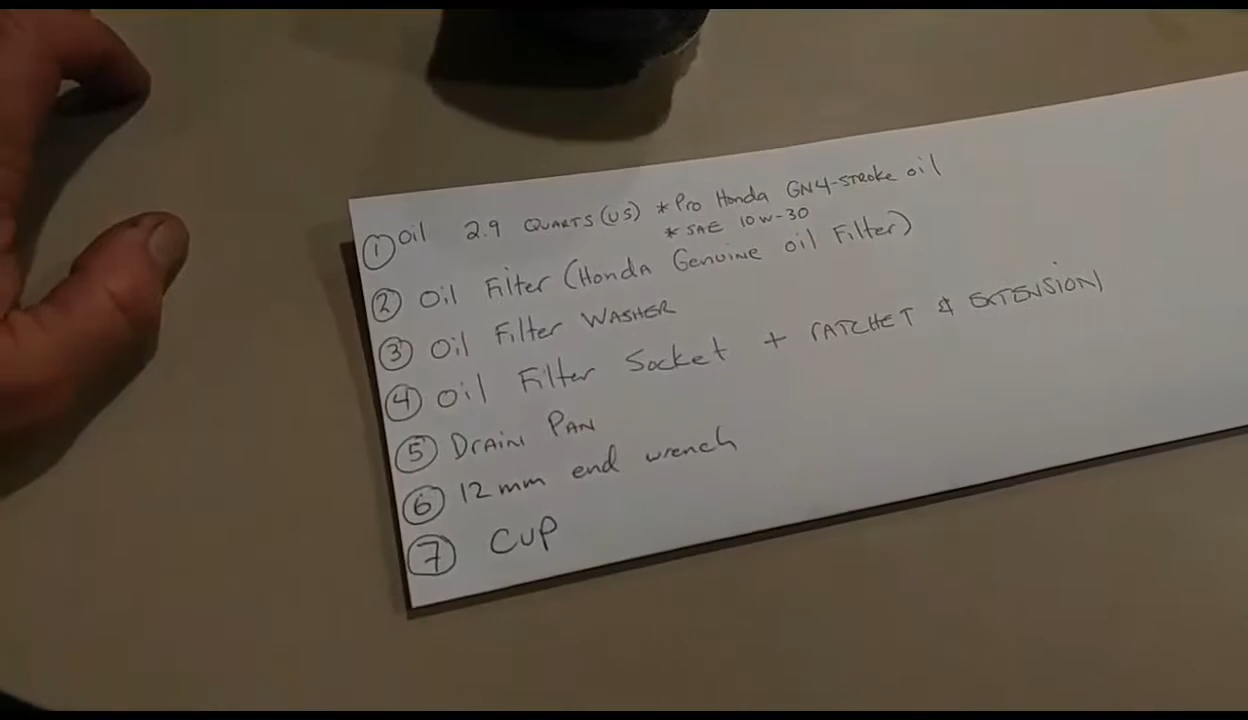 ① Oil 2.9 QUARTS (US) *Pro Honda GN4-STROKE oil
*SAE 10W-30
② Oil Filter (Honda Genuine oil Filter)
③ Oil Filter WASHER
④ Oil Filter Socket + rATCHET & EXTENSION
⑤ DrAIN PAN
⑥ 12mm end wrench
⑦ CUP